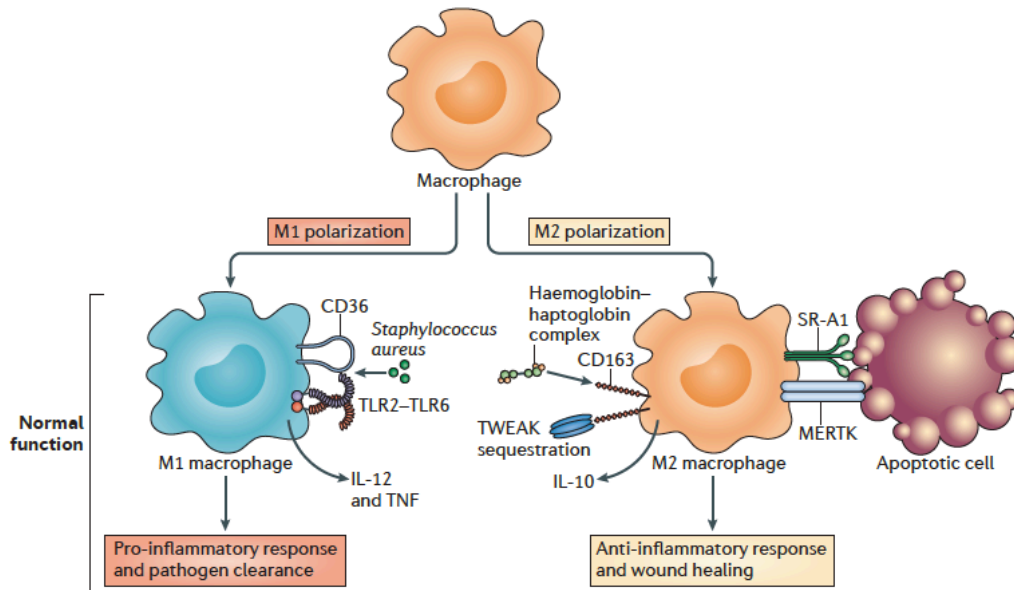 Macrophage
M1 polarization
M2 polarization
CD36
Staphylococcus
aureus
TLR2–TLR6
M1 macrophage
IL-12
and TNF
Haemoglobin–
haptoglobin
complex
CD163
TWEAK
sequestration
IL-10
M2 macrophage
SR-A1
MERTK
Apoptotic cell
Normal
function
Pro-inflammatory response
and pathogen clearance
Anti-inflammatory response
and wound healing